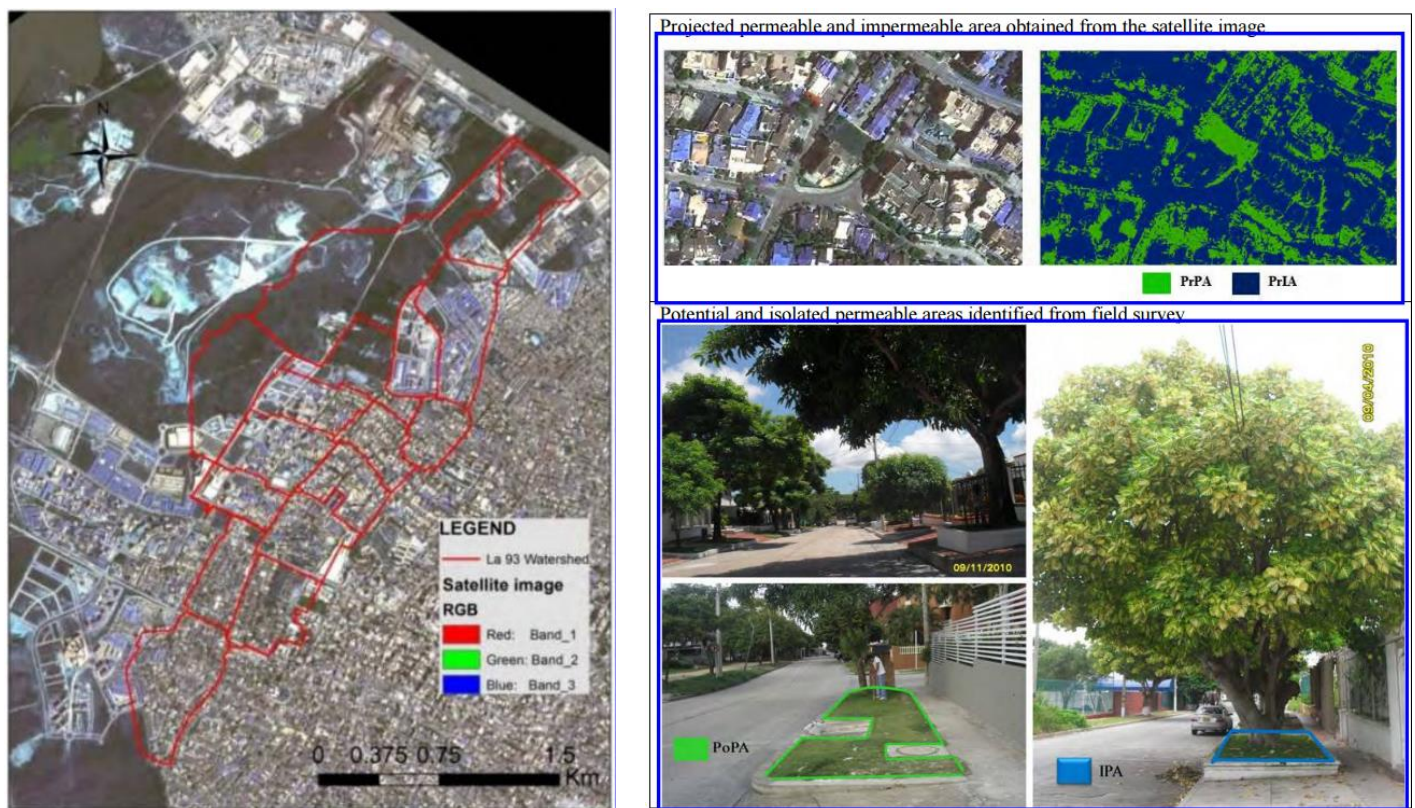 N
LEGEND
La 93 Watershed
Satellite image
RGB
Red: Band_1
Green: Band_2
Blue: Band_3
0 0.375 0.75 1.5
Km
Projected permeable and impermeable area obtained from the satellite image
PrPA PrIA
Potential and isolated permeable areas identified from field survey
09/11/2010
09/04/2010
PoPA
IPA